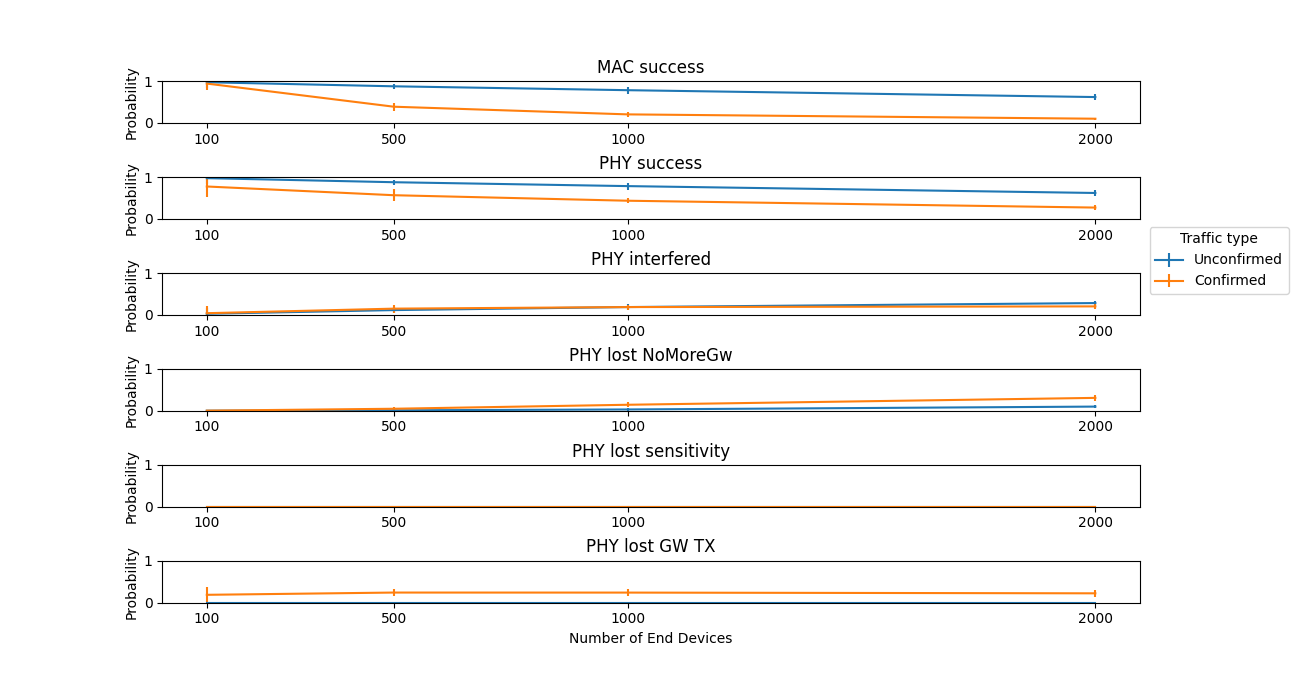 MAC success
Probability
1
0
100 500 1000 2000
PHY success
Probability
1
0
100 500 1000 2000
Traffic type
Unconfirmed
Confirmed
PHY interfered
Probability
1
0
100 500 1000 2000
PHY lost NoMoreGw
Probability
1
0
100 500 1000 2000
PHY lost sensitivity
Probability
1
0
100 500 1000 2000
PHY lost GW TX
Probability
1
0
100 500 1000 2000
Number of End Devices